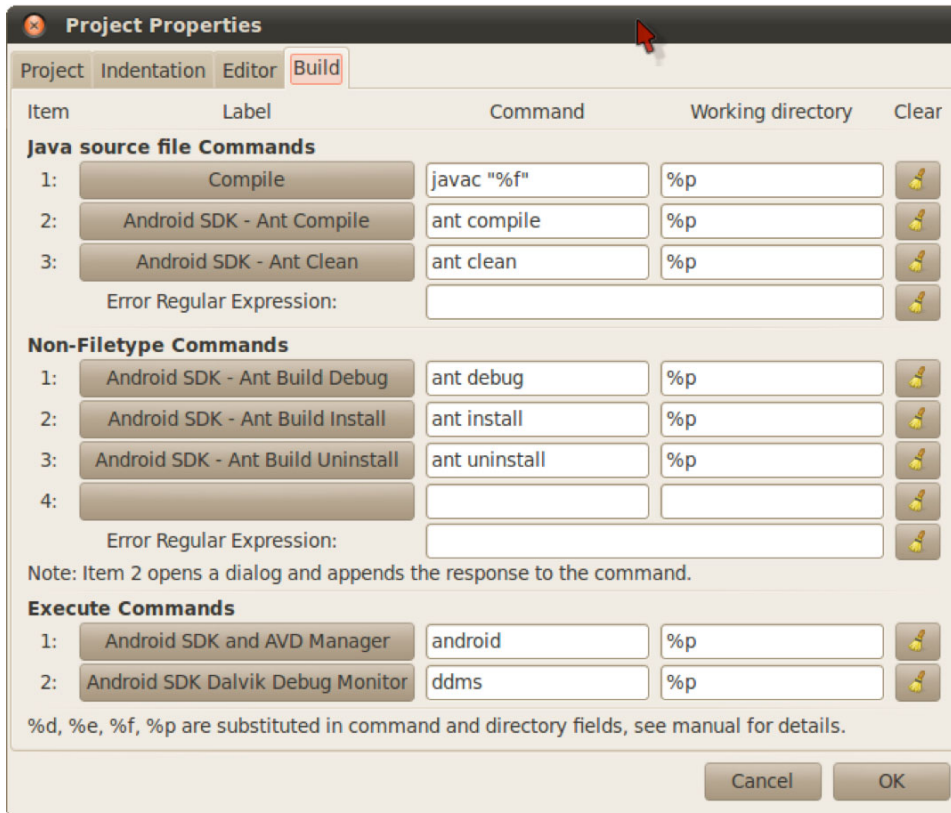 Project Properties
Project Indentation Editor Build
Item Label Command Working directory Clear
Java source file Commands
1: Compile javac "%f" %p
2: Android SDK - Ant Compile ant compile %p
3: Android SDK - Ant Clean ant clean %p
Error Regular Expression:
Non-Filetype Commands
1: Android SDK - Ant Build Debug ant debug %p
2: Android SDK - Ant Build Install ant install %p
3: Android SDK - Ant Build Uninstall ant uninstall %p
4:
Error Regular Expression:
Note: Item 2 opens a dialog and appends the response to the command.
Execute Commands
1: Android SDK and AVD Manager android %p
2: Android SDK Dalvik Debug Monitor ddms %p
%d, %e, %f, %p are substituted in command and directory fields, see manual for details.
Cancel OK